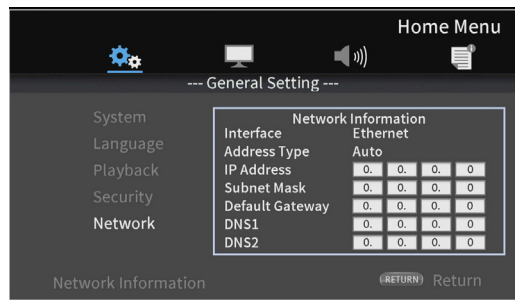 Home Menu
--- General Setting ---
System
Language
Playback
Security
Network
Network Information
Interface Ethernet
Address Type Auto
IP Address 0. 0. 0. 0
Subnet Mask 0. 0. 0. 0
Default Gateway 0. 0. 0. 0
DNS1 0. 0. 0. 0
DNS2 0. 0. 0. 0
Network Information
RETURN Return